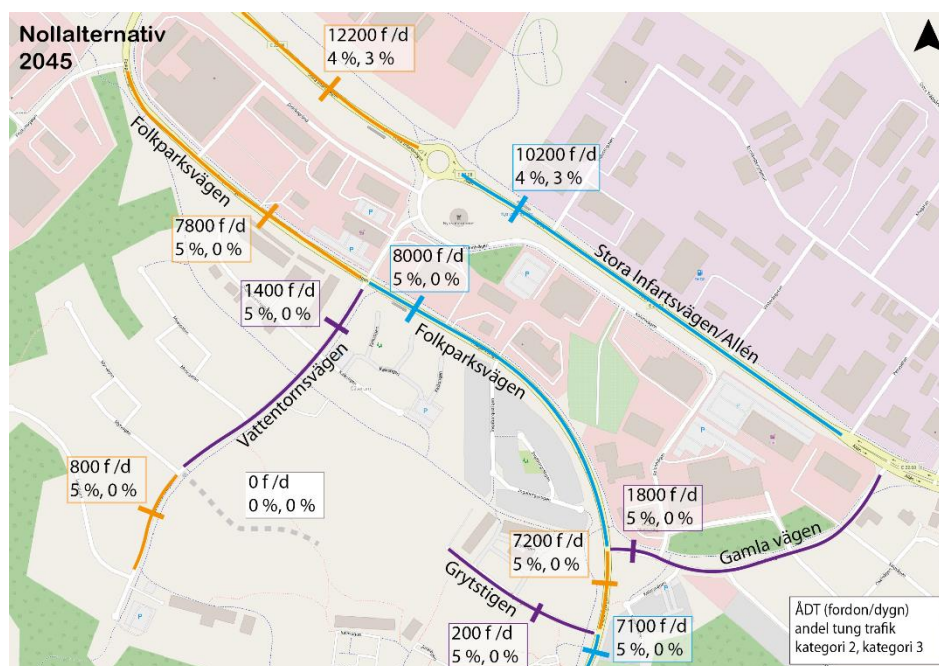 Nollalternativ
2045
12200 f /d
4 %, 3 %
Folkparksvägen
10200 f /d
4 %, 3 %
7800 f /d
5 %, 0 %
8000 f /d
5 %, 0 %
Stora Infartsvägen/Allén
1400 f /d
5 %, 0 %
Folkparksvägen
Vattentornsvägen
800 f /d
5 %, 0 %
0 f /d
0 %, 0 %
1800 f /d
5 %, 0 %
7200 f /d
5 %, 0 %
Gamla vägen
Grytstigen
200 f /d
5 %, 0 %
7100 f /d
5 %, 0 %
ÅDT (fordon/dygn)
andel tung trafik
kategori 2, kategori 3